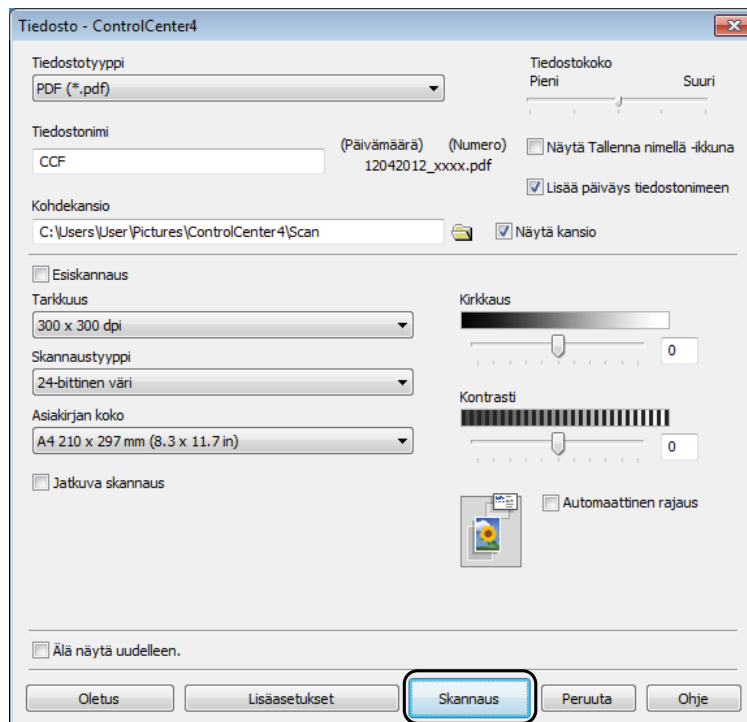 Tiedosto - ControlCenter4
Tiedostotyyppi
PDF (*.pdf)
Tiedostokoko
Pieni Suuri
Tiedostonimi
CCF
(Päivämäärä) (Numero)
12042012_xxxx.pdf
Näytä Tallenna nimellä -ikkuna
Lisää päiväys tiedostonimeen
Kohdekansio
C:\Users\User\Pictures\ControlCenter4\Scan
Näytä kansio
Esiskannaus
Tarkkuus
300 x 300 dpi
Skannaustyyppi
24-bittinen väri
Asiakirjan koko
A4 210 x 297 mm (8.3 x 11.7 in)
Jatkuva skannaus
Kirkkaus
0
Kontrasti
0
Automaattinen rajaus
Älä näytä uudelleen.
Oletus Lisäasetukset Skannaus Peruuta Ohje